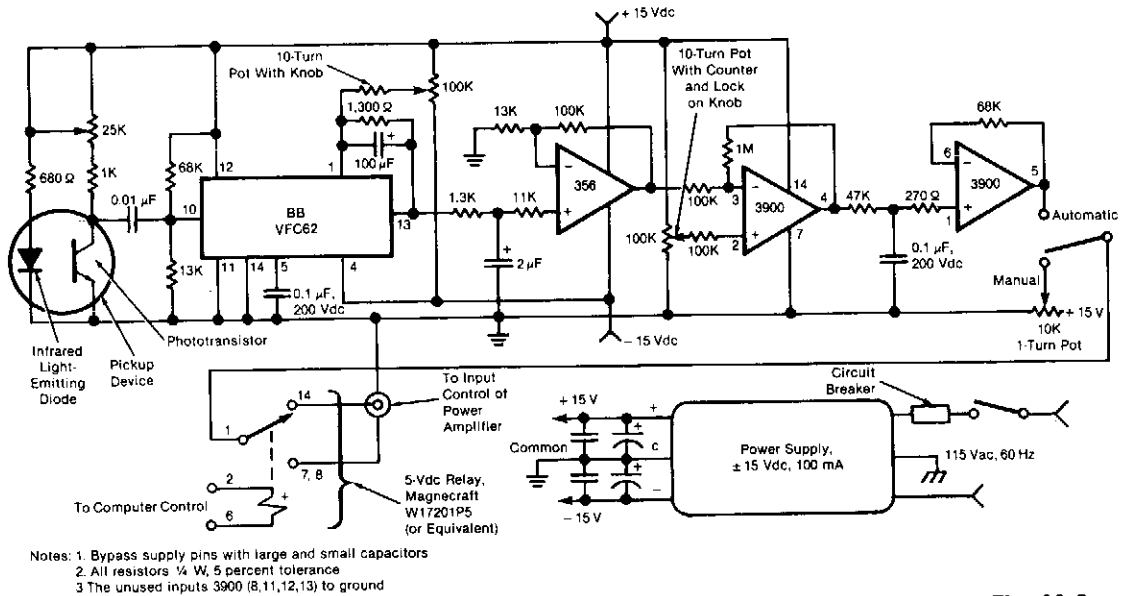 + 15 Vdc
10-Turn
Pot With Knob
100K
1,300 Ω
+
100 μF
10-Turn Pot
With Counter
and Lock
on Knob
25K
680 Ω
1K
0.01 μF
68K
12
1
10
BB
VFC62
13
11
14
5
4
13K
0.1 μF,
200 Vdc
13K
100K
1.3K
11K
−
+
356
+
2 μF
− 15 Vdc
1M
100K
100K
100K
−
3
+
2
3900
14
4
7
47K
270 Ω
0.1 μF,
200 Vdc
68K
6
−
3900
5
+
1
Automatic
Manual
+ 15 V
10K
1-Turn Pot
Infrared
Light-
Emitting
Diode
Pickup
Device
Phototransistor
14
1
7, 8
2
+
6
To Computer Control
To Input
Control of
Power
Amplifier
5-Vdc Relay,
Magnecraft
W17201P5
(or Equivalent)
+ 15 V
Common
− 15 V
+
+
+
c
−
Power Supply,
± 15 Vdc, 100 mA
Circuit
Breaker
115 Vac, 60 Hz
Notes: 1. Bypass supply pins with large and small capacitors
2. All resistors ¼ W, 5 percent tolerance
3 The unused inputs 3900 (8,11,12,13) to ground